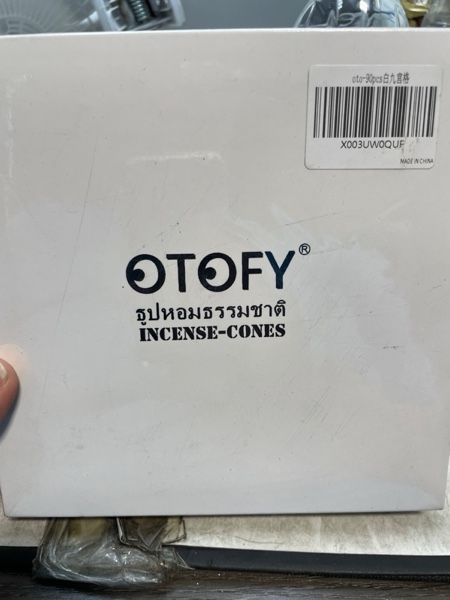 oto-90pcs白九宫格
X003UW0QUF
MADE IN CHINA
OTOFY®
ธูปหอมธรรมชาติ
INCENSE-CONES